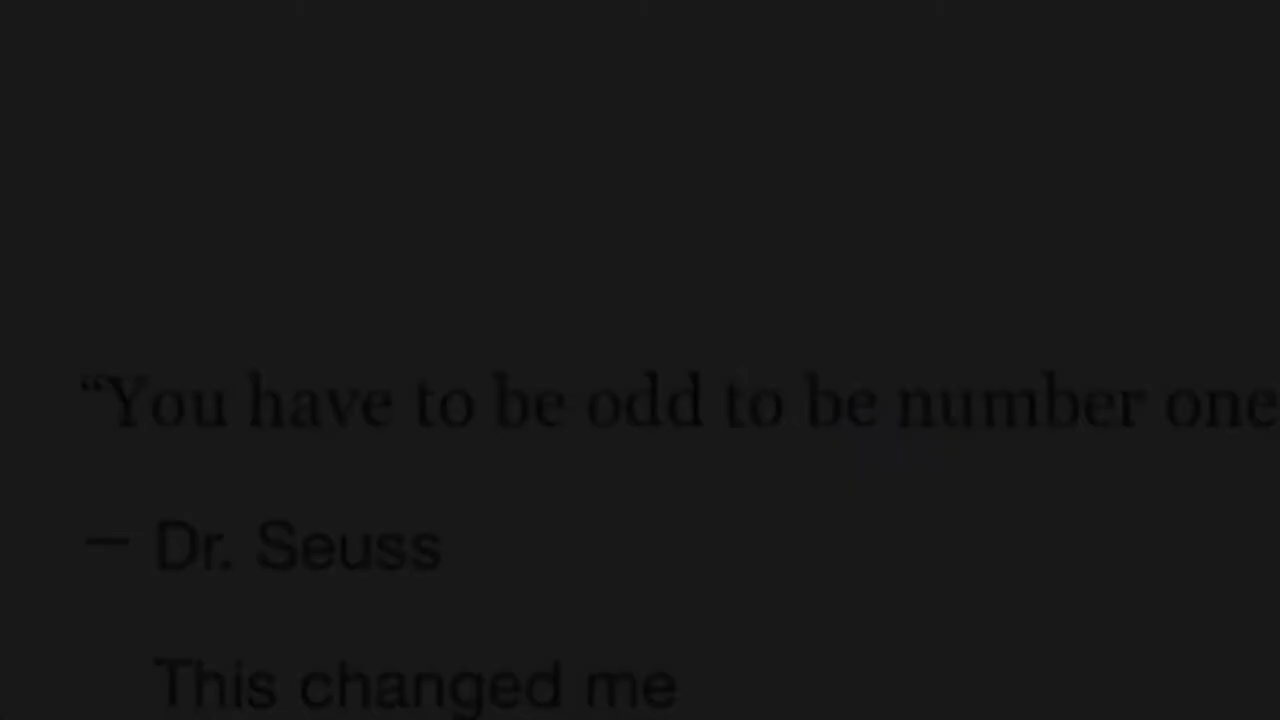 “You have to be odd to be number one
— Dr. Seuss
This changed me